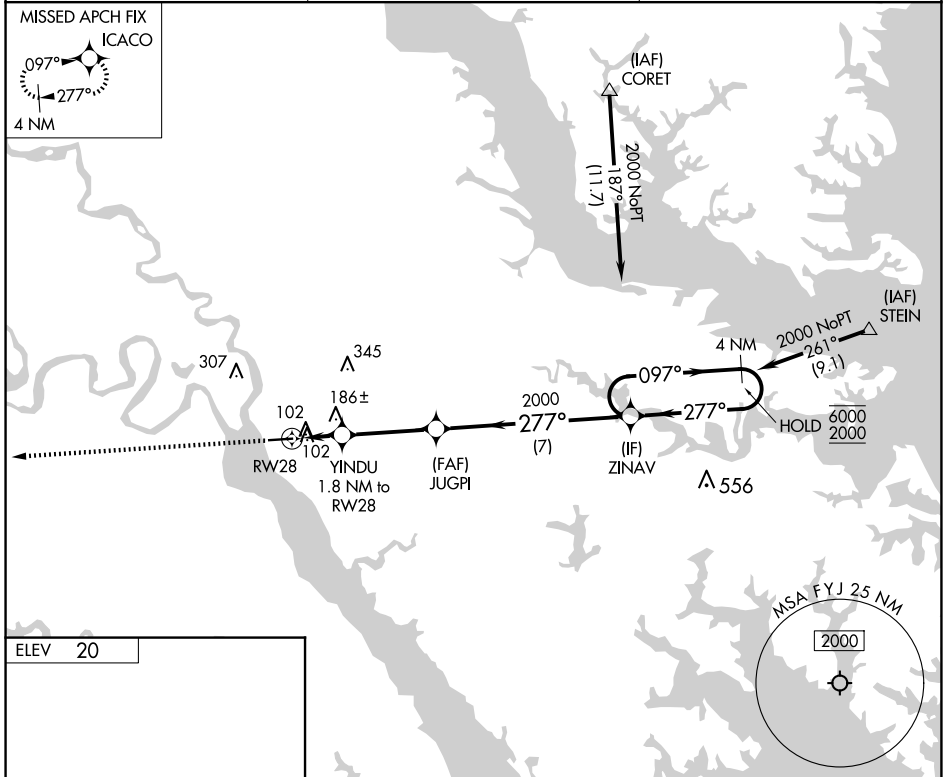 MISSED APCH FIX
ICACO
097°
277°
4 NM
(IAF)
CORET
2000 NoPT
187°
(11.7)
(IAF)
STEIN
2000 NoPT
261°
(9.1)
4 NM
097°
277°
HOLD
6000
2000
2000
277°
(7)
(IF)
ZINAV
556
307
345
186±
102
102
RW28
YINDU
1.8 NM to
RW28
(FAF)
JUGPI
MSA FYJ 25 NM
2000
ELEV 20